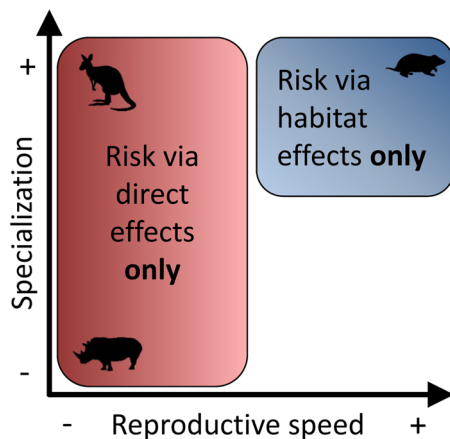 +
Specialization
-
Risk via
direct
effects
only
Risk via
habitat
effects only
- Reproductive speed +